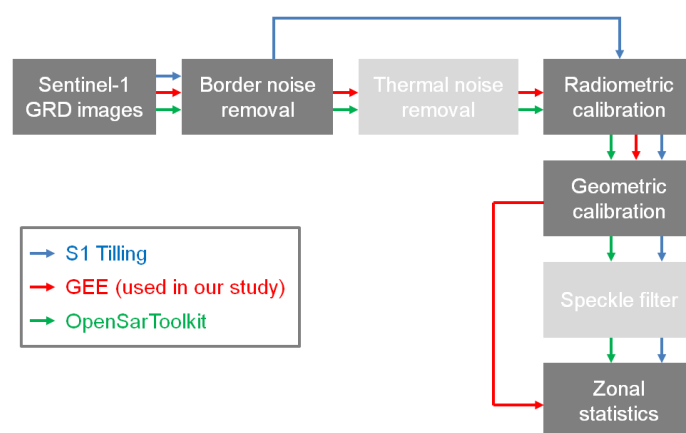 Sentinel-1
GRD images
Border noise
removal
Thermal noise
removal
Radiometric
calibration
Geometric
calibration
S1 Tilling
GEE (used in our study)
OpenSarToolkit
Speckle filter
Zonal
statistics